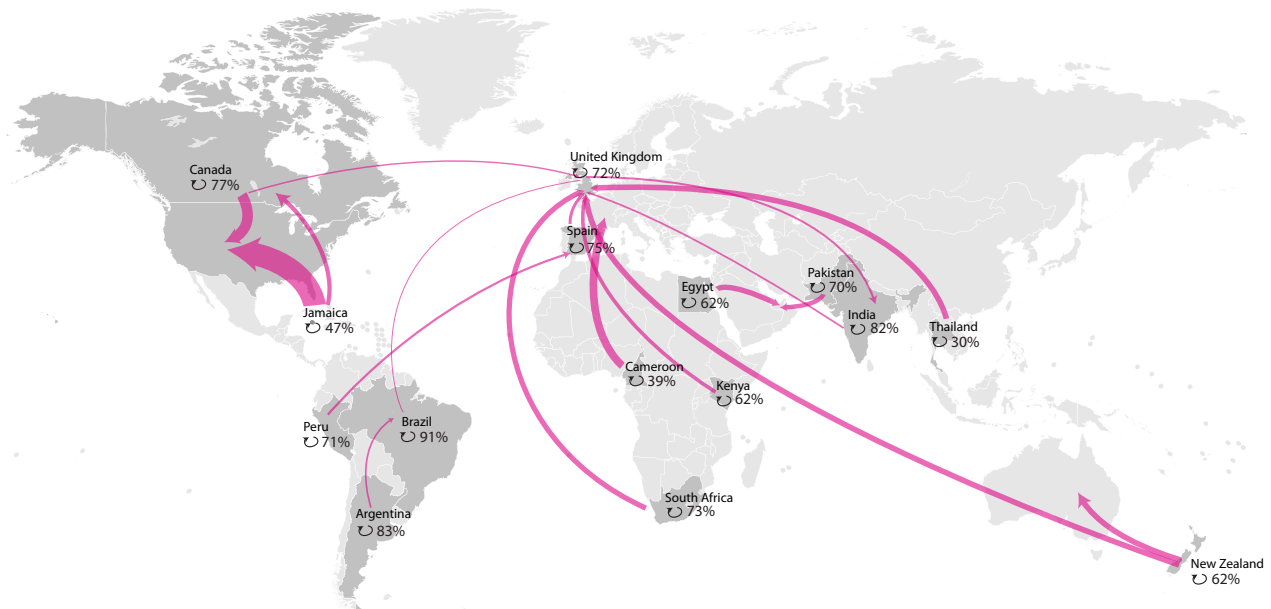 United Kingdom
72%
Canada
77%
Spain
75%
Pakistan
70%
Egypt
62%
India
82%
Jamaica
47%
Thailand
30%
Cameroon
39%
Kenya
62%
Peru
71%
Brazil
91%
South Africa
73%
Argentina
83%
New Zealand
62%